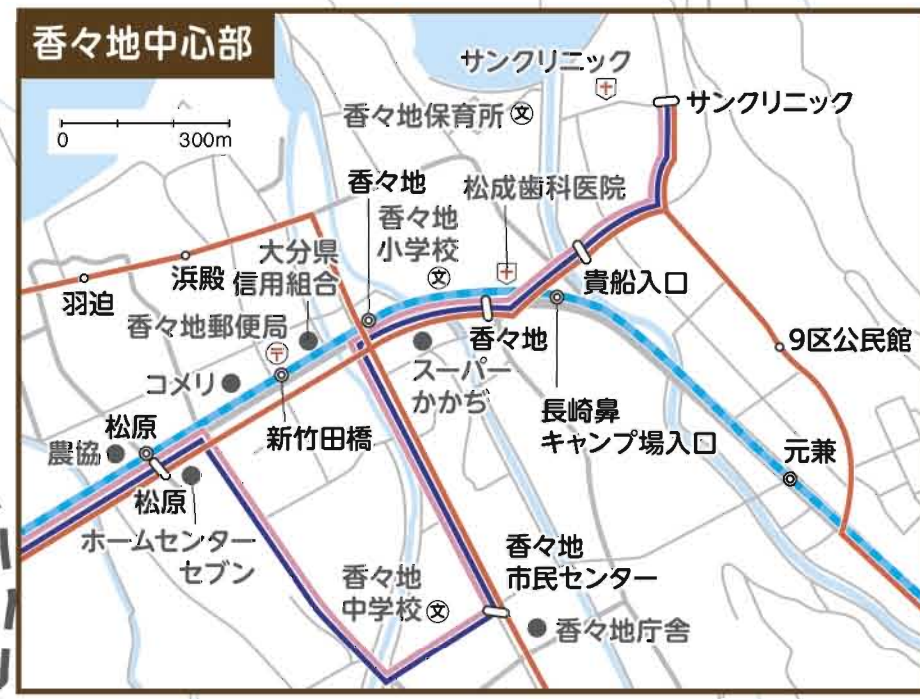 香々地中心部
0
300m
サンクリニック
サンクリニック
香々地保育所
文
香々地
松成歯科医院
香々地
小学校
文
大分県
信用組合
浜殿
羽迫
貴船入口
香々地郵便局
〒
香々地
9区公民館
スーパー
かかぢ
コメリ
長崎鼻
キャンプ場入口
新竹田橋
松原
農協
元兼
松原
ホームセンター
セブン
香々地
市民センター
香々地
中学校
文
香々地庁舎